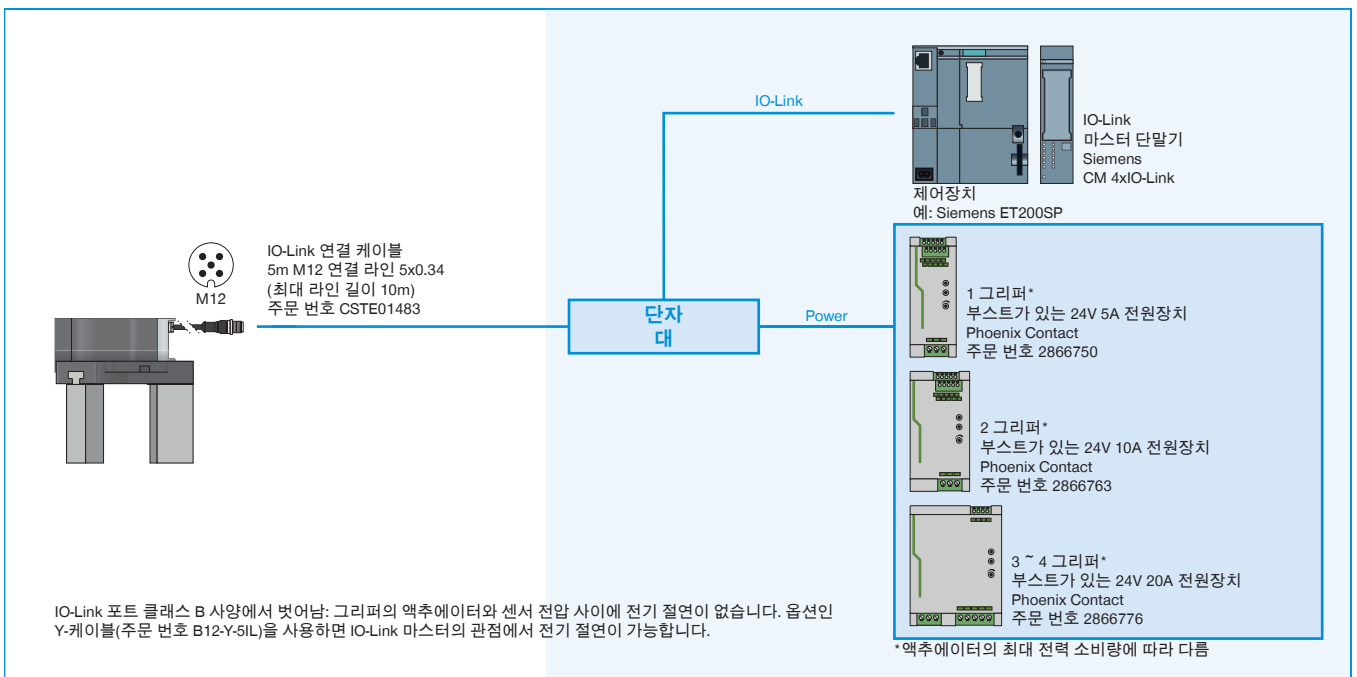 IO-Link
IO-Link
마스터 단말기
Siemens
CM 4xIO-Link
제어장치
예: Siemens ET200SP
IO-Link 연결 케이블
5m M12 연결 라인 5x0.34
(최대 라인 길이 10m)
주문 번호 CSTE01483
M12
단자
대
Power
1 그리퍼*
부스트가 있는 24V 5A 전원장치
Phoenix Contact
주문 번호 2866750
2 그리퍼*
부스트가 있는 24V 10A 전원장치
Phoenix Contact
주문 번호 2866763
3 ~ 4 그리퍼*
부스트가 있는 24V 20A 전원장치
Phoenix Contact
주문 번호 2866776
IO-Link 포트 클래스 B 사양에서 벗어남: 그리퍼의 액추에이터와 센서 전압 사이에 전기 절연이 없습니다. 옵션인
Y-케이블(주문 번호 B12-Y-5IL)을 사용하면 IO-Link 마스터의 관점에서 전기 절연이 가능합니다.
*액추에이터의 최대 전력 소비량에 따라 다름